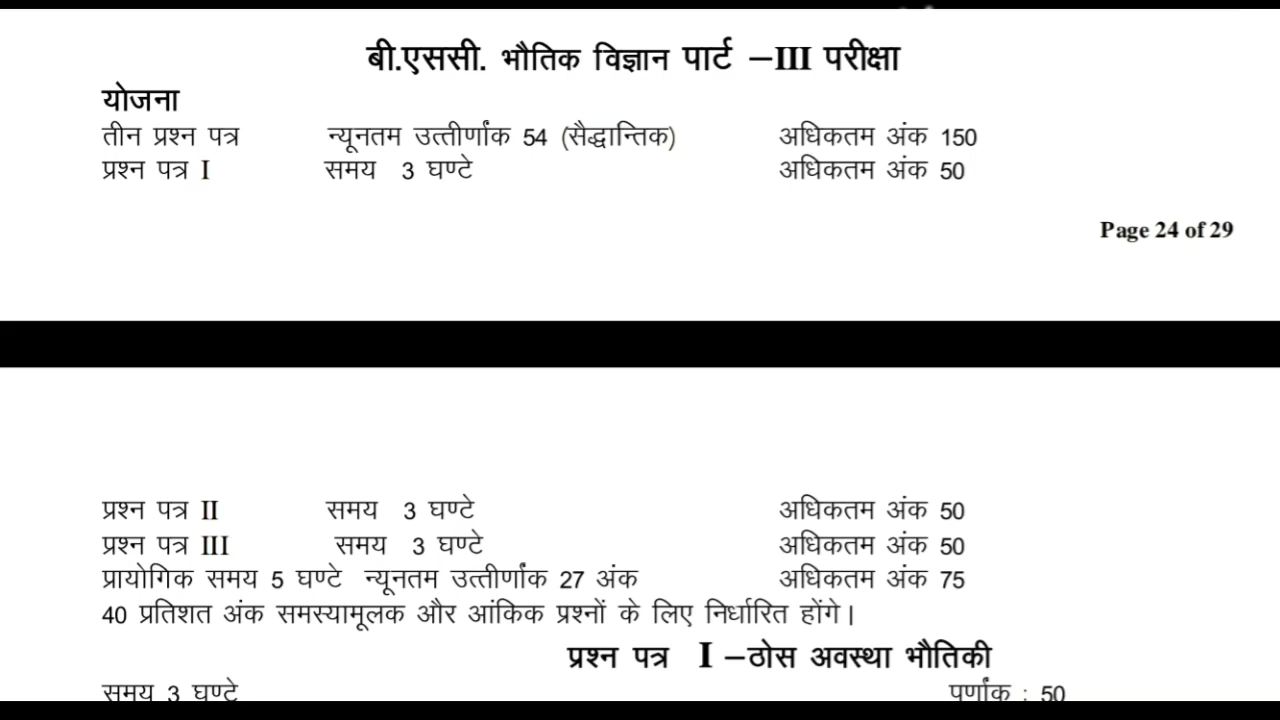 बी.एससी. भौतिक विज्ञान पार्ट –III परीक्षा
योजना
तीन प्रश्न पत्र न्यूनतम उत्तीर्णांक 54 (सैद्धान्तिक) अधिकतम अंक 150
प्रश्न पत्र I समय 3 घण्टे अधिकतम अंक 50
Page 24 of 29
प्रश्न पत्र II समय 3 घण्टे अधिकतम अंक 50
प्रश्न पत्र III समय 3 घण्टे अधिकतम अंक 50
प्रायोगिक समय 5 घण्टे न्यूनतम उत्तीर्णांक 27 अंक अधिकतम अंक 75
40 प्रतिशत अंक समस्यामूलक और आंकिक प्रश्नों के लिए निर्धारित होंगे।
प्रश्न पत्र I –ठोस अवस्था भौतिकी
समय 3 घण्टे पूर्णांक : 50